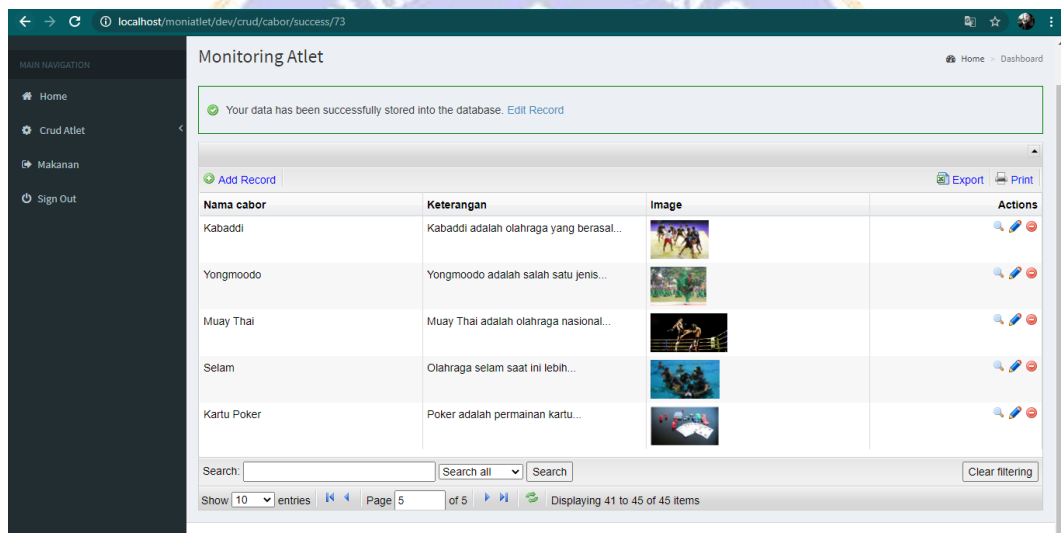 localhost/moniatlet/dev/crud/cabor/success/73
MAIN NAVIGATION
Home
Crud Atlet
Makanan
Sign Out
Monitoring Atlet
Home > Dashboard
Your data has been successfully stored into the database. Edit Record
Add Record Export Print
Nama cabor Keterangan Image Actions
Kabaddi Kabaddi adalah olahraga yang berasal...
Yongmoodo Yongmoodo adalah salah satu jenis...
Muay Thai Muay Thai adalah olahraga nasional...
Selam Olahraga selam saat ini lebih...
Kartu Poker Poker adalah permainan kartu...
Search: Search all Search Clear filtering
Show 10 entries Page 5 of 5 Displaying 41 to 45 of 45 items